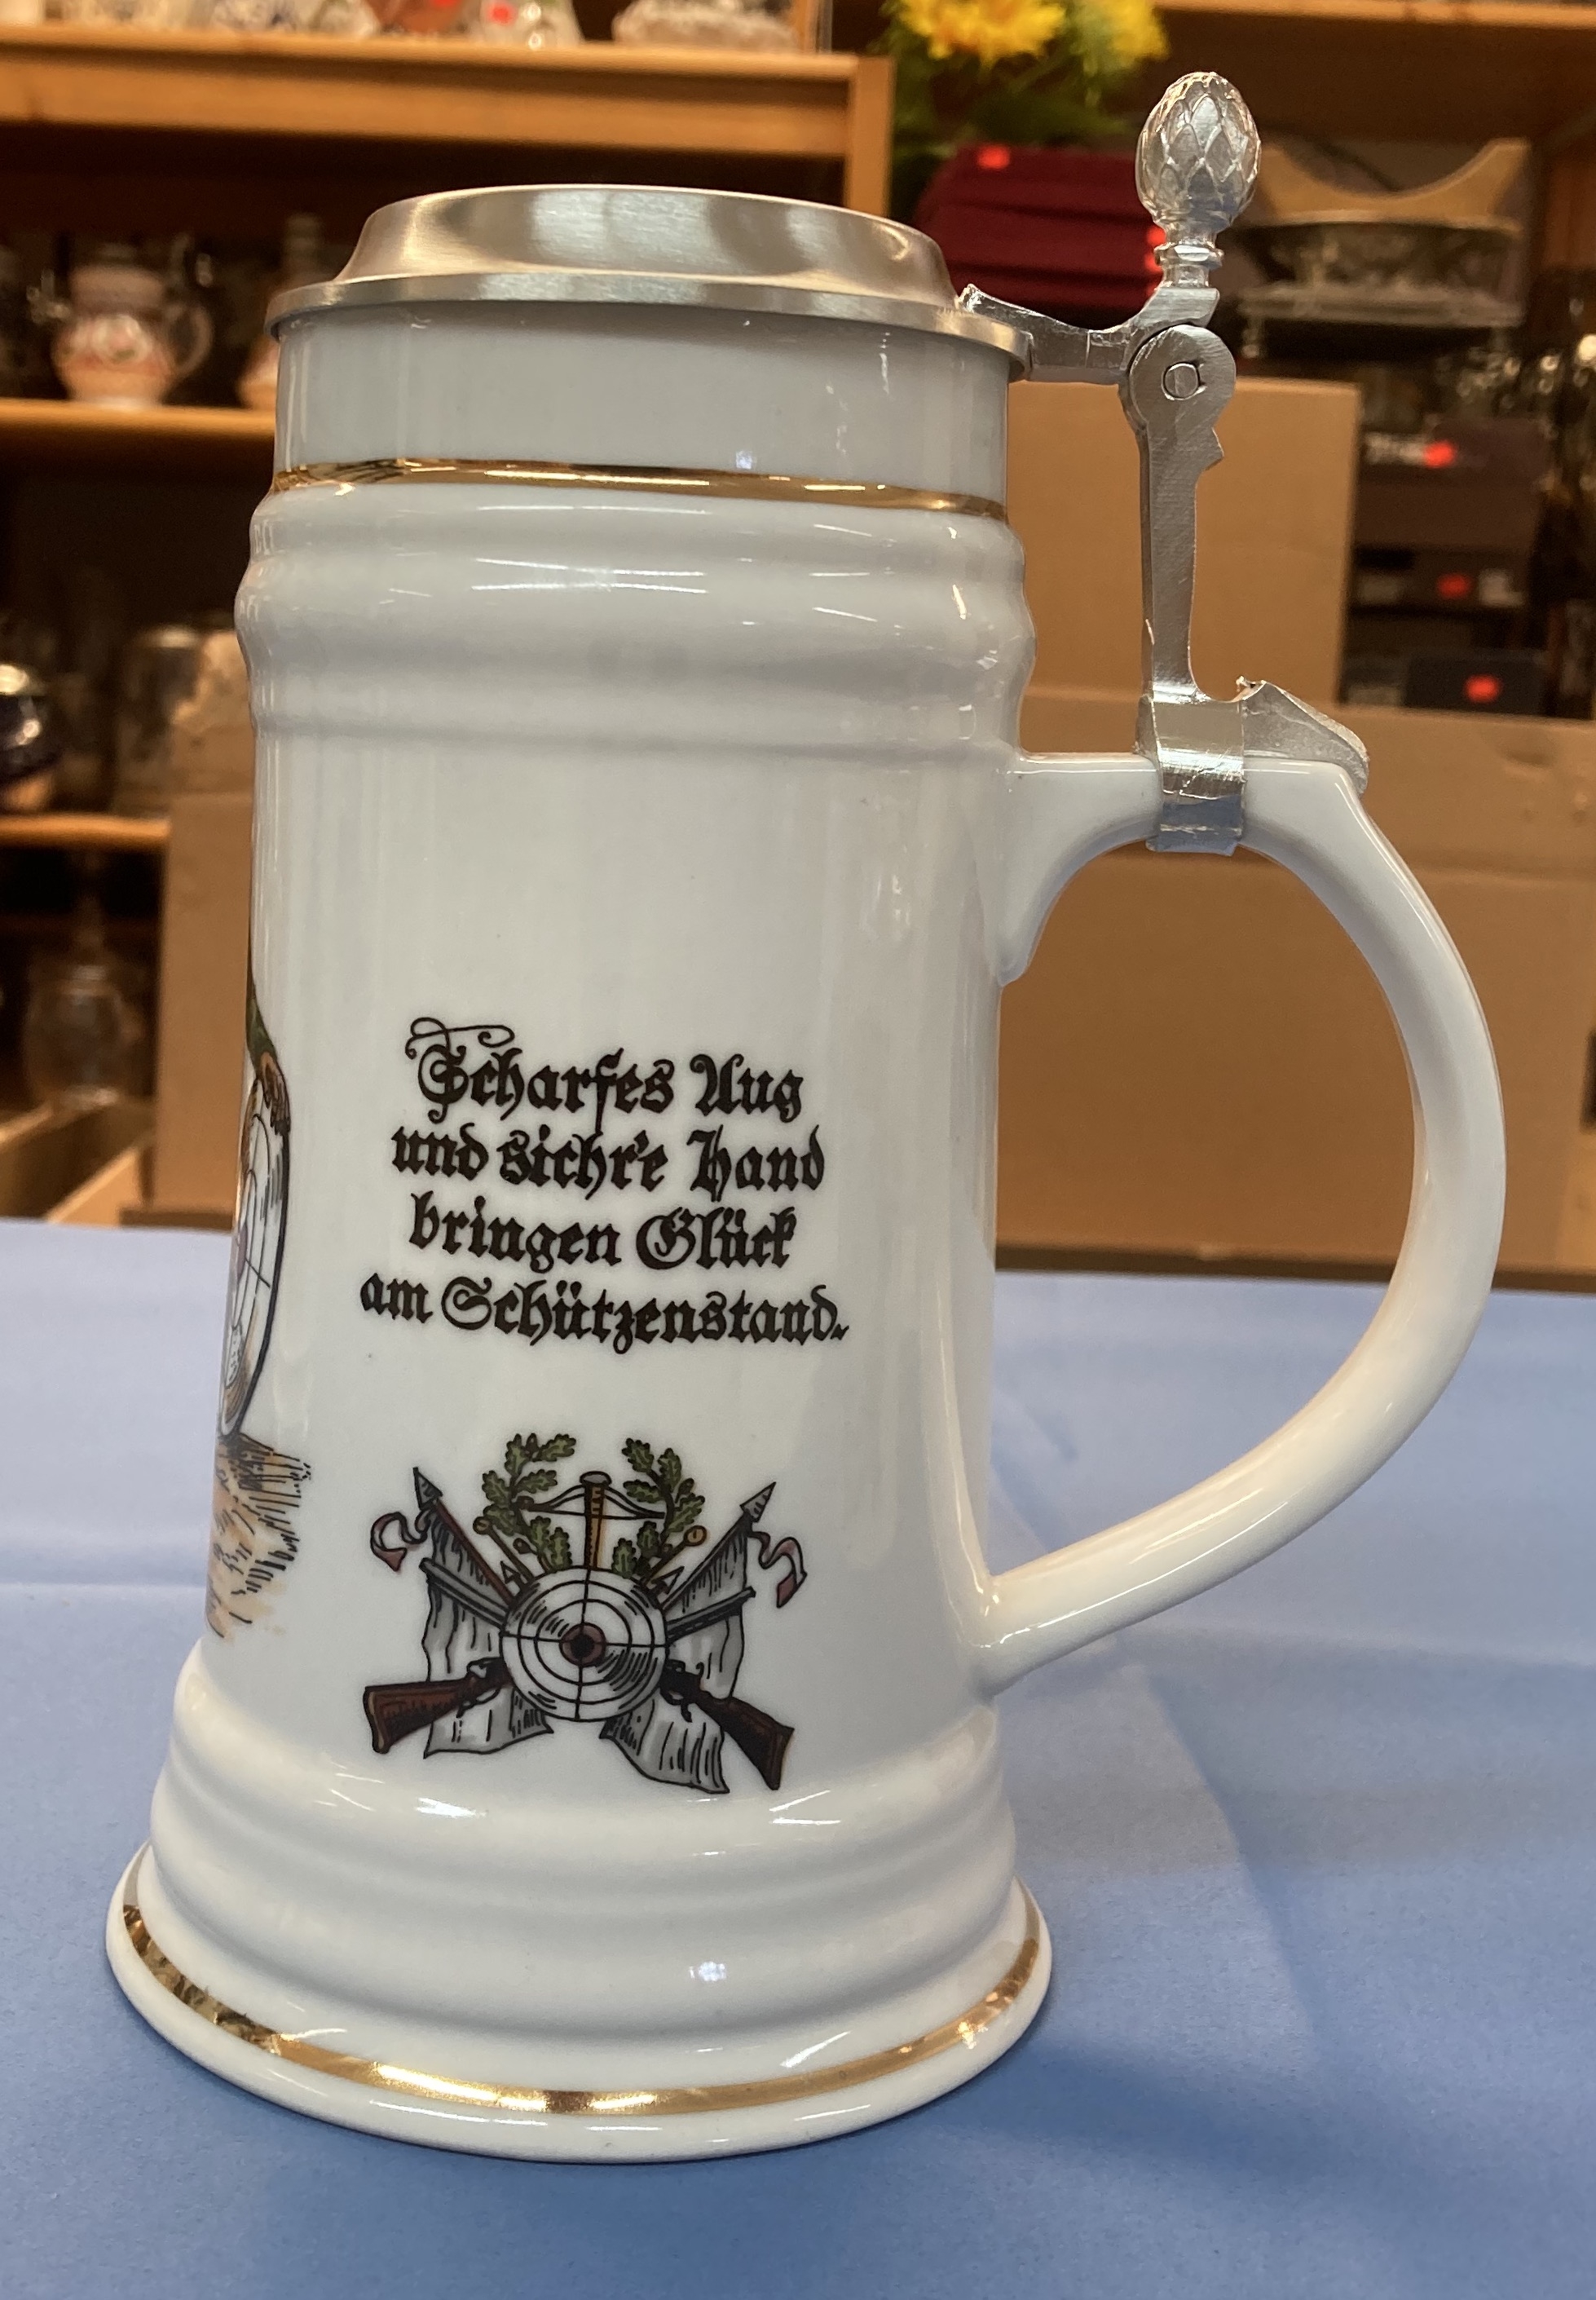 Scharfes Aug
und sichr'e Hand
bringen Glück
am Schützenstand.